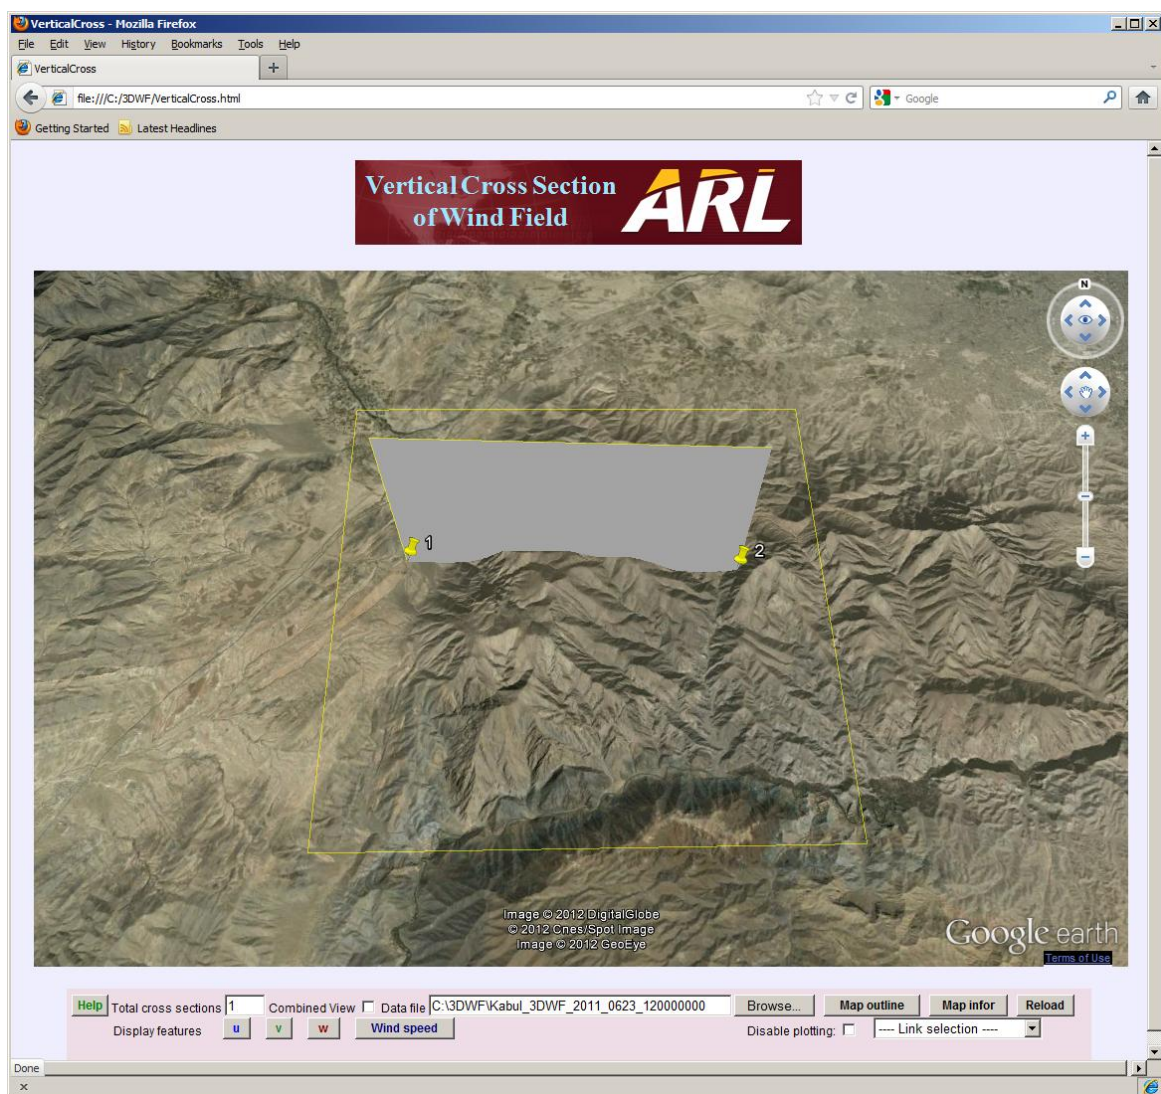 VerticalCross - Mozilla Firefox
File Edit View History Bookmarks Tools Help
VerticalCross
file:///C:/3DWF/VerticalCross.html
Google
Getting Started Latest Headlines
Vertical Cross Section
of Wind Field
ARL
N
1
2
Image © 2012 DigitalGlobe
© 2012 Cnes/Spot Image
Image © 2012 GeoEye
Google earth
Terms of Use
Help Total cross sections 1 Combined View Data file C:\3DWF\Kabul_3DWF_2011_0623_120000000 Browse... Map outline Map infor Reload
Display features u v w Wind speed Disable plotting: ---- Link selection ----
Done
x